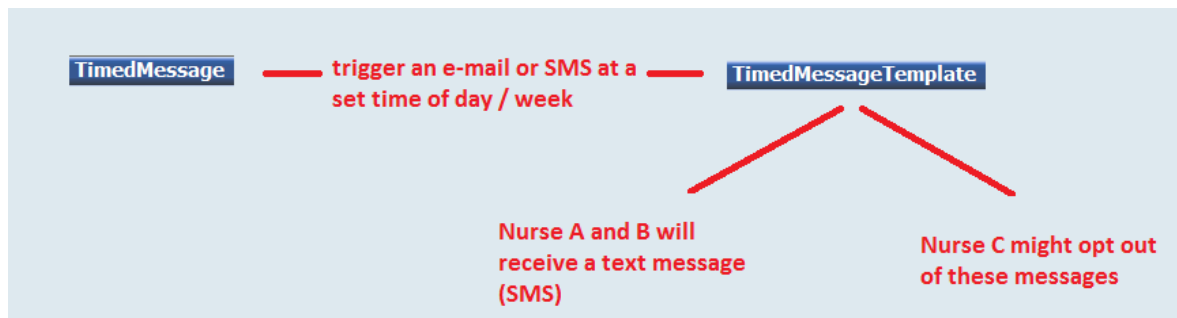 TimedMessage
trigger an e-mail or SMS at a
set time of day / week
TimedMessageTemplate
Nurse A and B will
receive a text message
(SMS)
Nurse C might opt out
of these messages